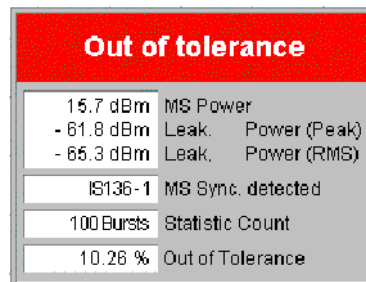 Out of tolerance
15.7 dBm MS Power
- 61.8 dBm Leak. Power (Peak)
- 65.3 dBm Leak. Power (RMS)
IS136-1 MS Sync. detected
100 Bursts Statistic Count
10.26 % Out of Tolerance